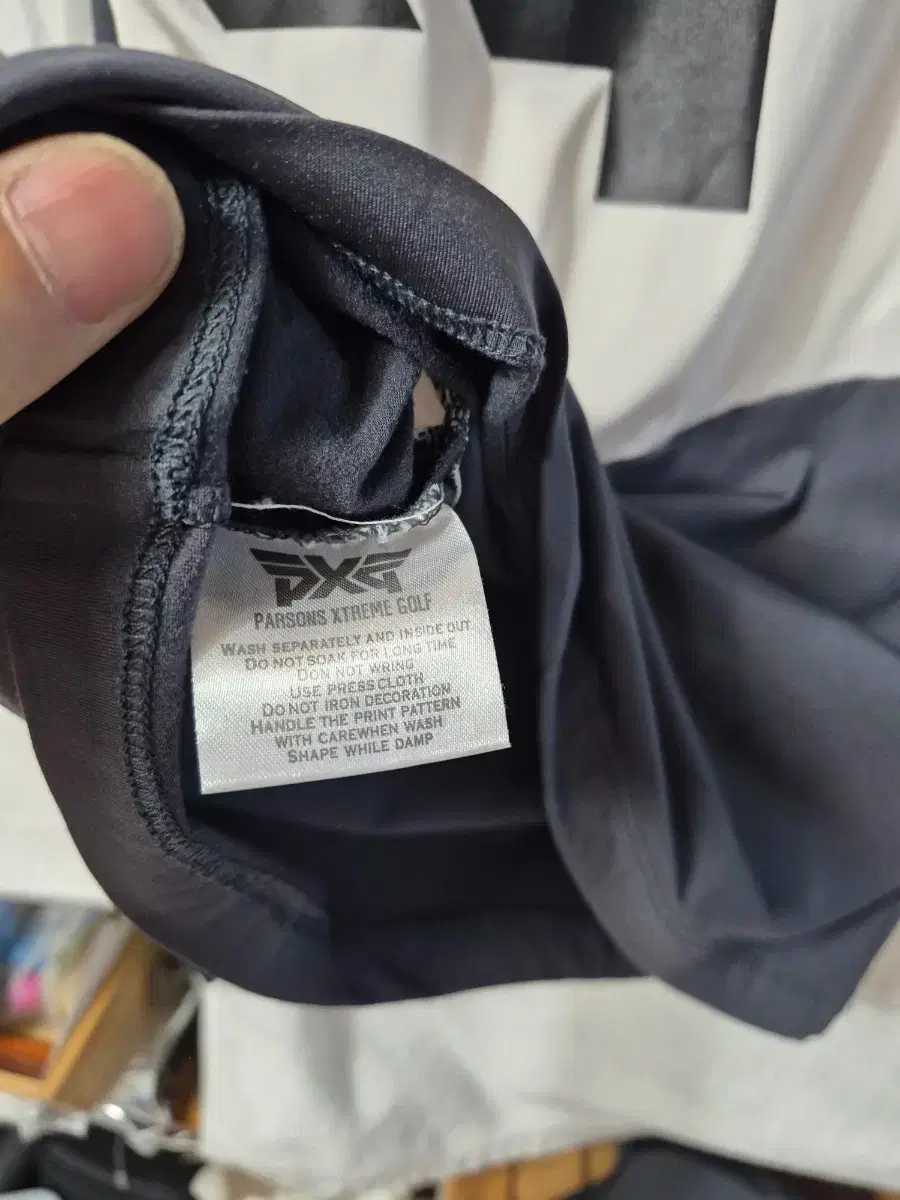 PXG
PARSONS XTREME GOLF
WASH SEPARATELY AND INSIDE OUT
DO NOT SOAK FOR LONG TIME
DON NOT WRING
USE PRESS CLOTH
DO NOT IRON DECORATION
HANDLE THE PRINT PATTERN
WITH CAREWHEN WASH
SHAPE WHILE DAMP